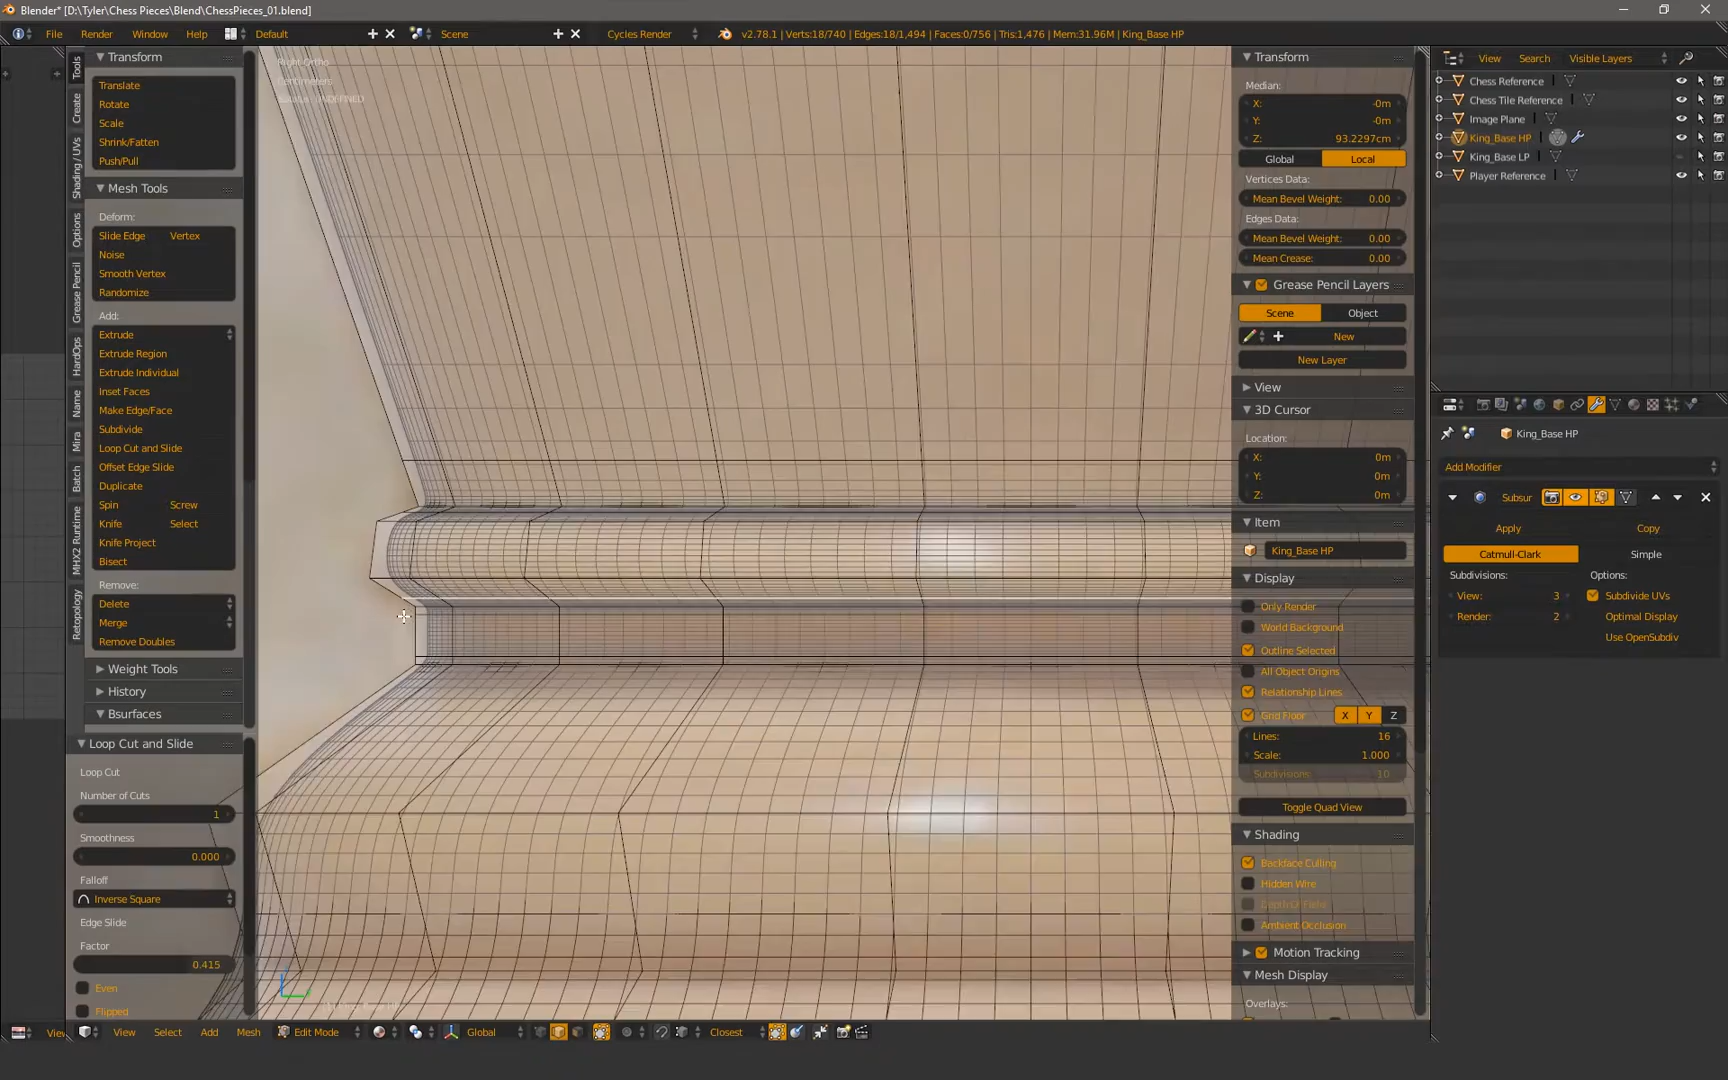 Blender* [D:\Tyler\Chess Pieces\Blend\ChessPieces_01.blend]
File Render Window Help Default Scene Cycles Render v2.78.1 | Verts:18/740 | Edges:18/1,494 | Faces:0/756 | Tris:1,476 | Mem:31.96M | King_Base HP
View Search Visible Layers
Chess Reference
Chess Tile Reference
Image Plane
King_Base HP
King_Base LP
Player Reference
Tools
Create
Shading / UVs
Options
Grease Pencil
HardOps
Name
Mira
Batch
MHX2 Runtime
Retopology
Transform
Translate
Rotate
Scale
Shrink/Fatten
Push/Pull
Mesh Tools
Deform:
Slide Edge Vertex
Noise
Smooth Vertex
Randomize
Add:
Extrude
Extrude Region
Extrude Individual
Inset Faces
Make Edge/Face
Subdivide
Loop Cut and Slide
Offset Edge Slide
Duplicate
Spin Screw
Knife Select
Knife Project
Bisect
Remove:
Delete
Merge
Remove Doubles
Weight Tools
History
Bsurfaces
Loop Cut and Slide
Loop Cut
Number of Cuts
1
Smoothness
0.000
Falloff
Inverse Square
Edge Slide
Factor
0.415
Even
Flipped
Right Ortho
Centimeters
Transform
Median:
X: -0m
Y: -0m
Z: 93.2297cm
Global Local
Vertices Data:
Mean Bevel Weight: 0.00
Edges Data:
Mean Bevel Weight: 0.00
Mean Crease: 0.00
Grease Pencil Layers
Scene Object
New
New Layer
View
3D Cursor
Location:
X: 0m
Y: 0m
Z: 0m
Item
King_Base HP
Display
Only Render
World Background
Outline Selected
All Object Origins
Relationship Lines
Grid Floor X Y Z
Lines: 16
Scale: 1.000
Subdivisions: 10
Toggle Quad View
Shading
Backface Culling
Hidden Wire
Depth Of Field
Ambient Occlusion
Motion Tracking
Mesh Display
Overlays:
King_Base HP
Add Modifier
Subsur
Apply Copy
Catmull-Clark Simple
Subdivisions: Options:
View: 3 Subdivide UVs
Render: 2 Optimal Display
Use OpenSubdiv
View Select Add Mesh Edit Mode Global Closest